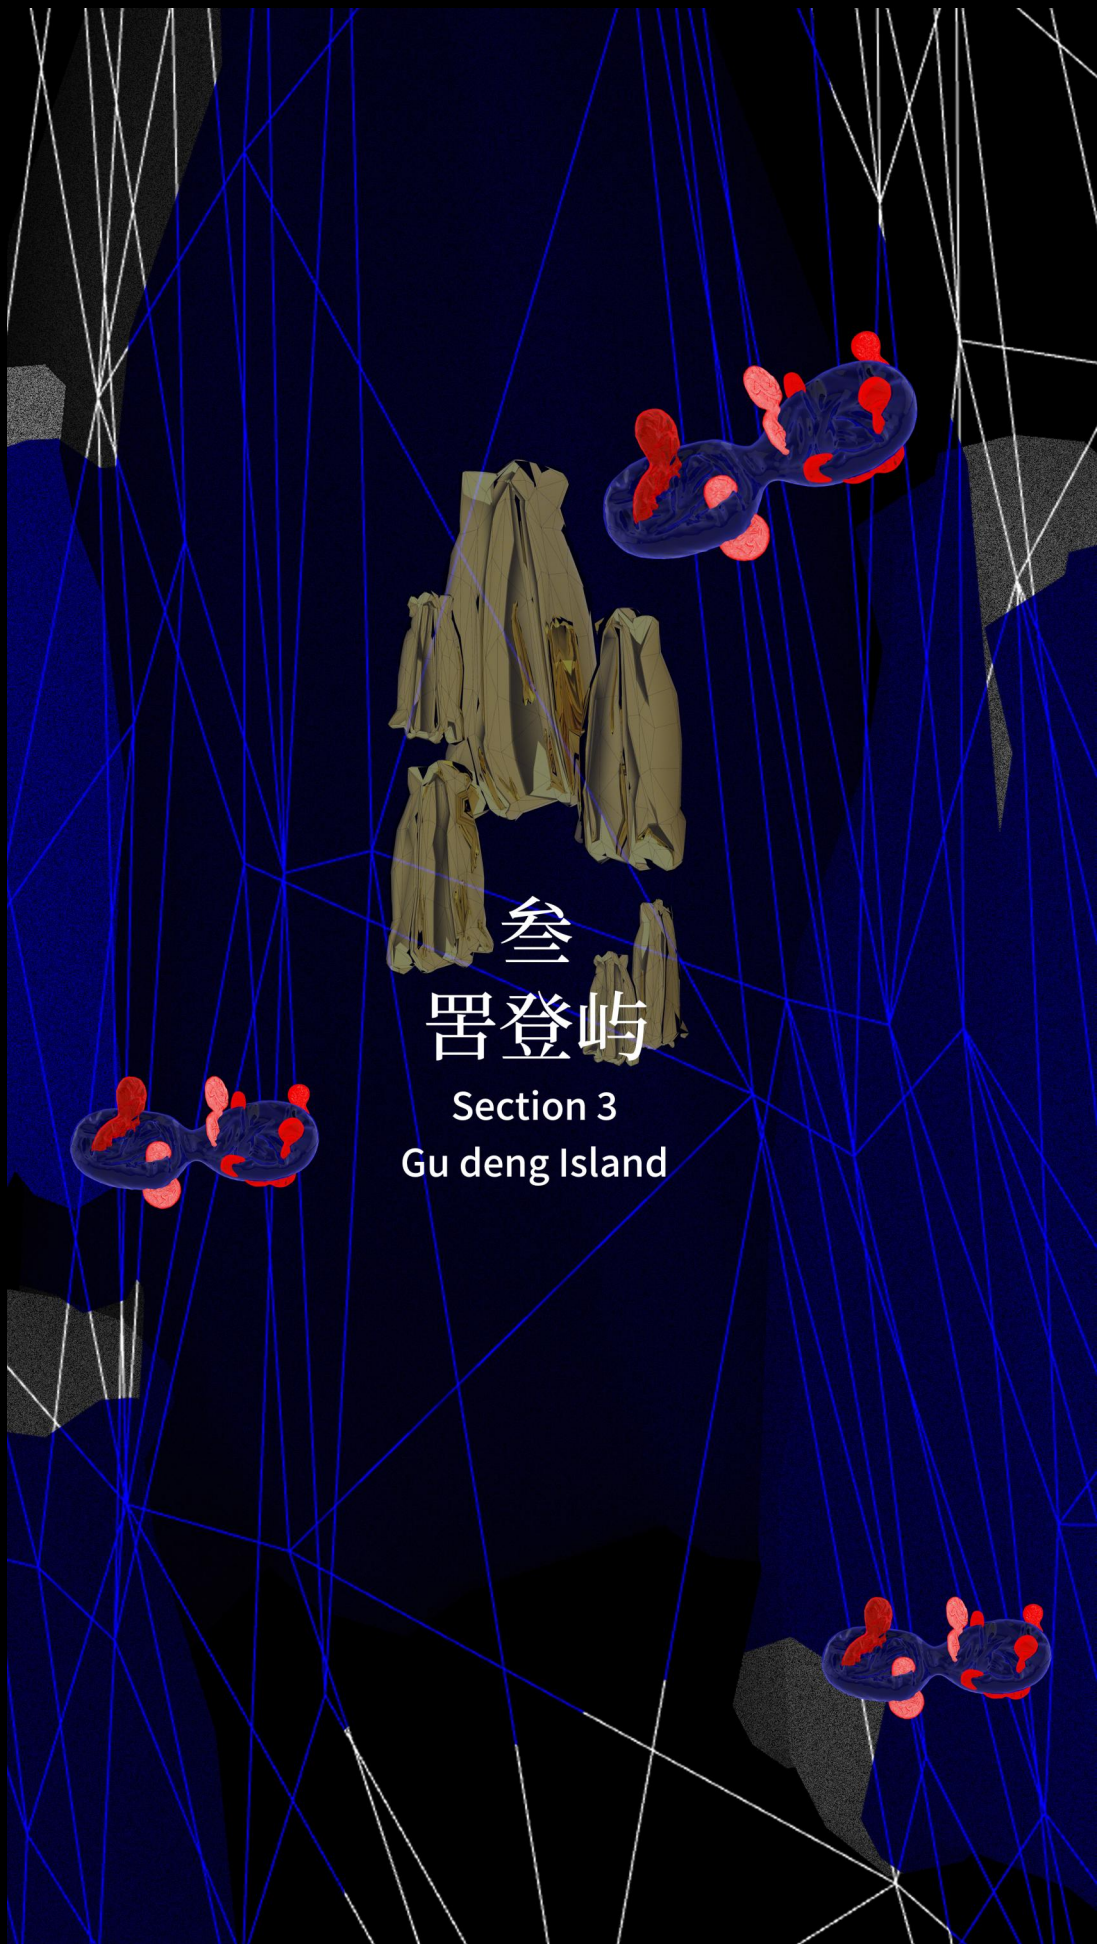 叁
罟登屿
Section 3
Gu deng Island